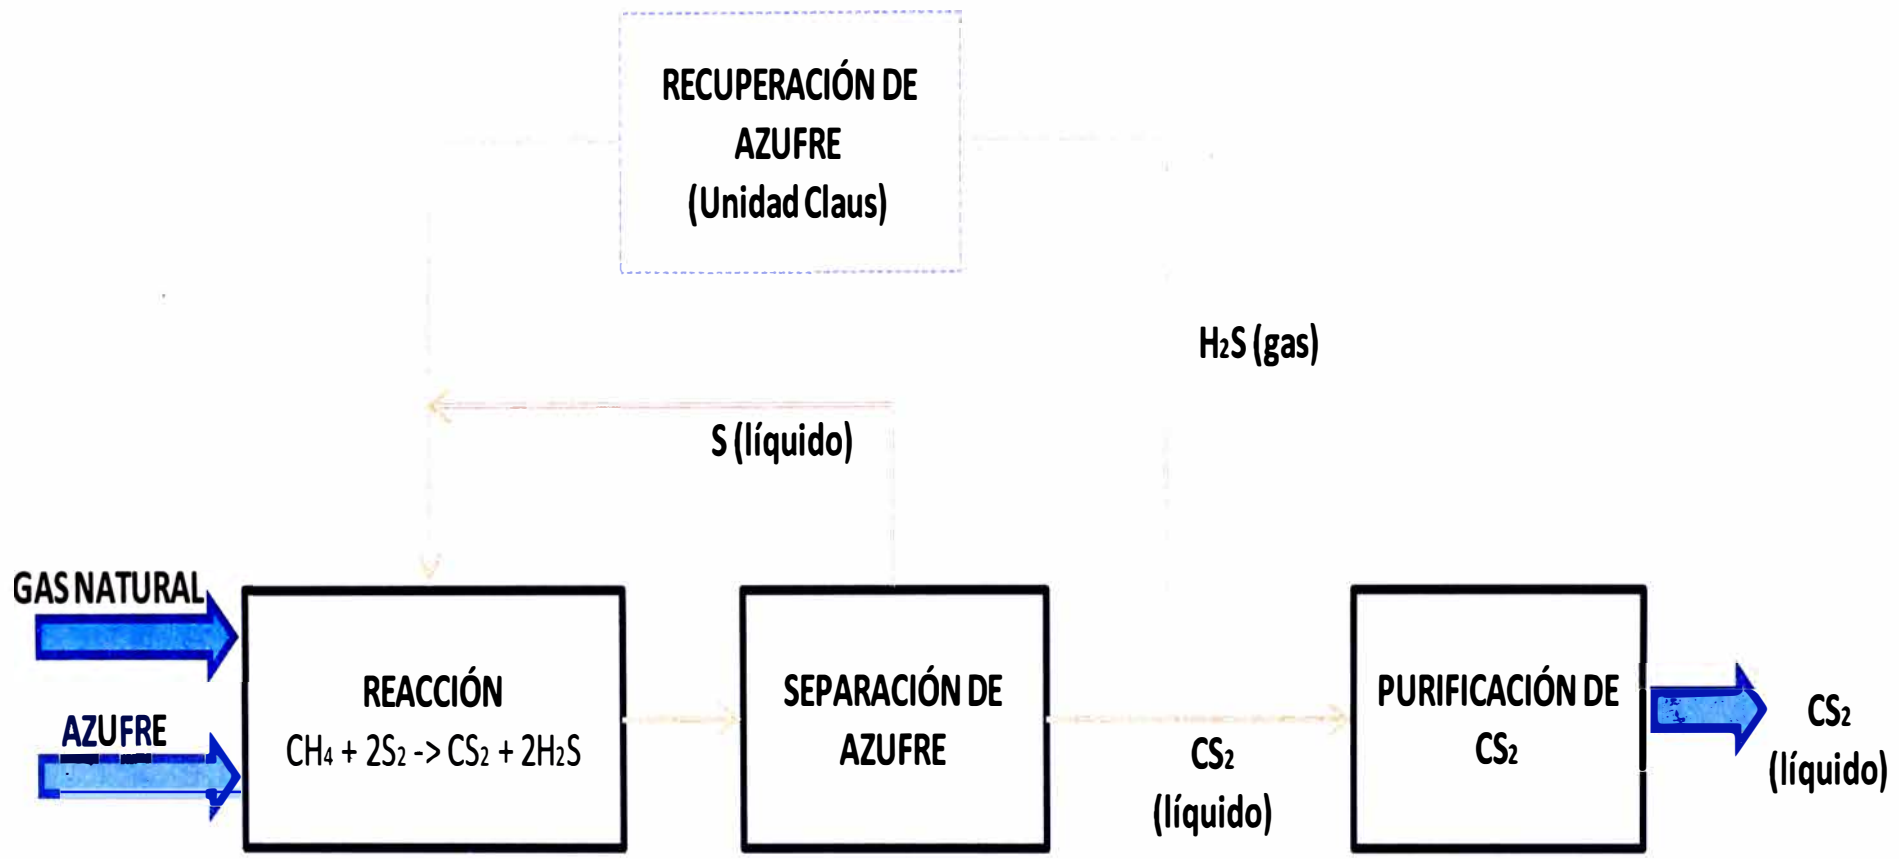 RECUPERACIÓN DE
AZUFRE
(Unidad Claus)
H₂S (gas)
S (líquido)
GAS NATURAL
AZUFRE
REACCIÓN
CH₄ + 2S₂ -> CS₂ + 2H₂S
SEPARACIÓN DE
AZUFRE
CS₂
(líquido)
PURIFICACIÓN DE
CS₂
CS₂
(líquido)